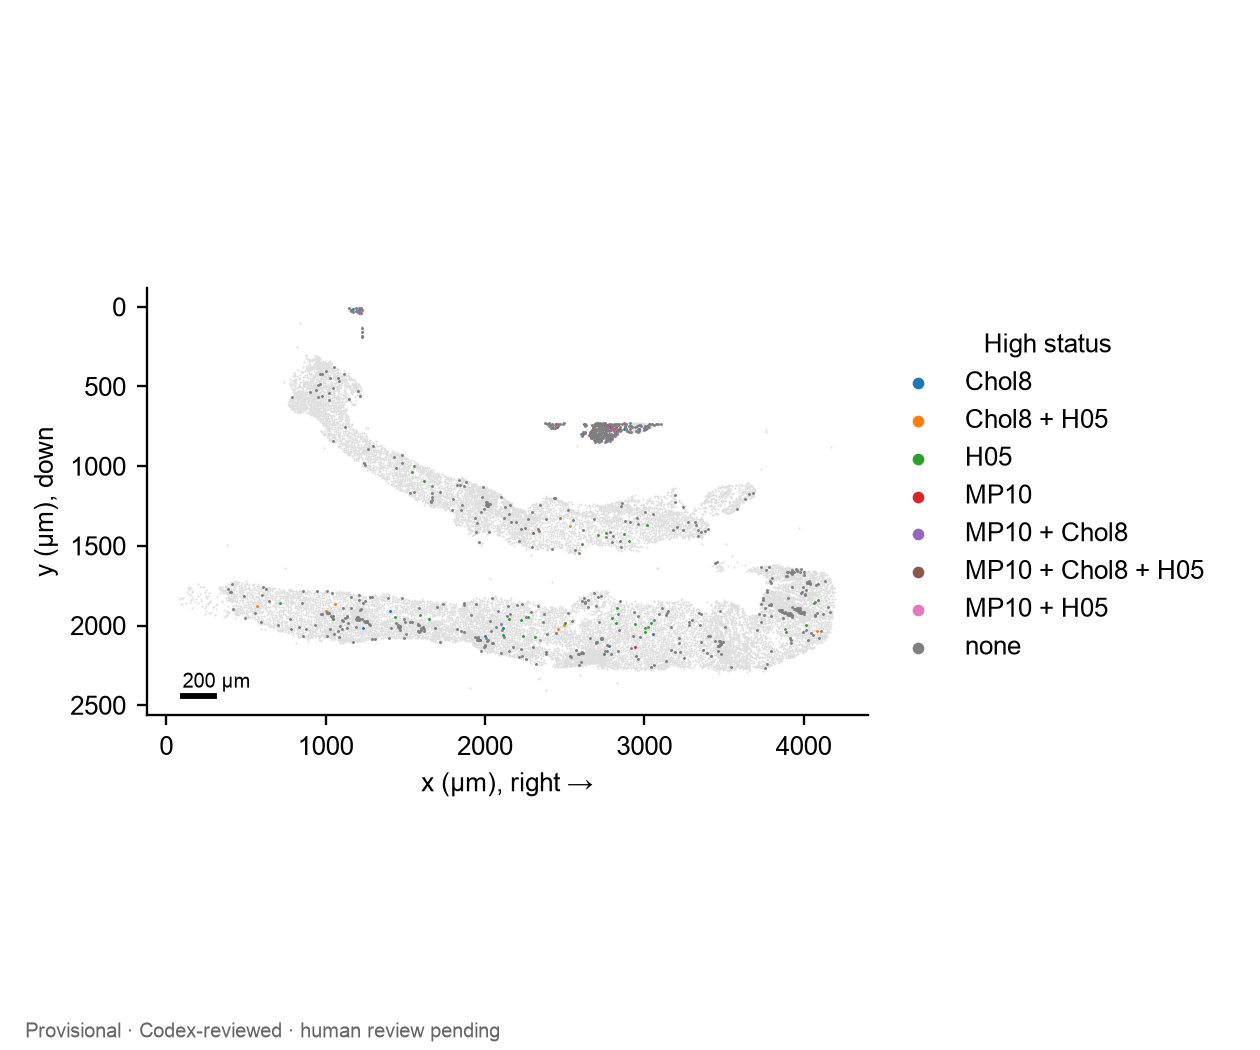 High status
Chol8
Chol8 + H05
H05
MP10
MP10 + Chol8
MP10 + Chol8 + H05
MP10 + H05
none
y (µm), down
0
500
1000
1500
2000
2500
200 µm
0
1000
2000
3000
4000
x (µm), right →
Provisional · Codex-reviewed · human review pending